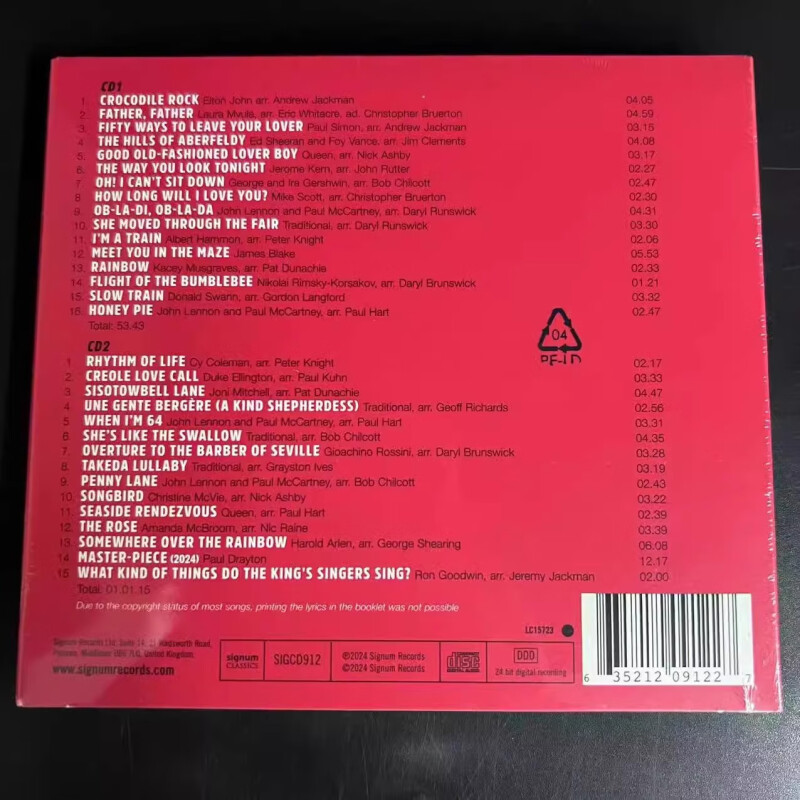 CD1
1. CROCODILE ROCK Elton John arr. Andrew Jackman 04.05
2. FATHER, FATHER Laura Mvula, arr. Eric Whitacre, ad. Christopher Bruerton 04.59
3. FIFTY WAYS TO LEAVE YOUR LOVER Paul Simon, arr. Andrew Jackman 03.15
4. THE HILLS OF ABERFELDY Ed Sheeran and Foy Vance, arr. Jim Clements 04.08
5. GOOD OLD-FASHIONED LOVER BOY Queen, arr. Nick Ashby 03.17
6. THE WAY YOU LOOK TONIGHT Jerome Kern, arr. John Rutter 02.27
7. OH! I CAN'T SIT DOWN George and Ira Gershwin, arr. Bob Chilcott 02.47
8. HOW LONG WILL I LOVE YOU? Mike Scott, arr. Christopher Bruerton 02.30
9. OB-LA-DI, OB-LA-DA John Lennon and Paul McCartney, arr. Daryl Runswick 04.31
10. SHE MOVED THROUGH THE FAIR Traditional, arr. Daryl Runswick 03.30
11. I'M A TRAIN Albert Hammon, arr. Peter Knight 02.06
12. MEET YOU IN THE MAZE James Blake 05.53
13. RAINBOW Kacey Musgraves, arr. Pat Dunachie 02.33
14. FLIGHT OF THE BUMBLEBEE Nikolai Rimsky-Korsakov, arr. Daryl Brunswick 01.21
15. SLOW TRAIN Donald Swann, arr. Gordon Langford 03.32
16. HONEY PIE John Lennon and Paul McCartney, arr. Paul Hart 02.47
Total: 53.43
04
PE-LD
CD2
1. RHYTHM OF LIFE Cy Coleman, arr. Peter Knight 02.17
2. CREOLE LOVE CALL Duke Ellington, arr. Paul Kuhn 03.33
3. SISOTOWBELL LANE Joni Mitchell, arr. Pat Dunachie 04.47
4. UNE GENTE BERGÈRE (A KIND SHEPHERDESS) Traditional, arr. Geoff Richards 02.56
5. WHEN I'M 64 John Lennon and Paul McCartney, arr. Paul Hart 03.31
6. SHE'S LIKE THE SWALLOW Traditional, arr. Bob Chilcott 04.35
7. OVERTURE TO THE BARBER OF SEVILLE Gioachino Rossini, arr. Daryl Brunswick 03.28
8. TAKEDA LULLABY Traditional, arr. Grayston Ives 03.19
9. PENNY LANE John Lennon and Paul McCartney, arr. Bob Chilcott 02.43
10. SONGBIRD Christine McVie, arr. Nick Ashby 03.22
11. SEASIDE RENDEZVOUS Queen, arr. Paul Hart 02.39
12. THE ROSE Amanda McBroom, arr. Nic Raine 03.39
13. SOMEWHERE OVER THE RAINBOW Harold Arlen, arr. George Shearing 06:08
14. MASTER-PIECE (2024) Paul Drayton 12.17
15. WHAT KIND OF THINGS DO THE KING'S SINGERS SING? Ron Goodwin, arr. Jeremy Jackman 02.00
Total: 01.01.15
Due to the copyright status of most songs, printing the lyrics in the booklet was not possible
LC15723
Signum Records Ltd, Suite 14, 21 Wadsworth Road,
Perivale, Middlesex UB6 7LQ, United Kingdom.
www.signumrecords.com
signum CLASSICS
SIGCD912
℗2024 Signum Records
©2024 Signum Records
COMPACT disc DIGITAL AUDIO
DDD
24 bit digital recording
6 35212 09122 7